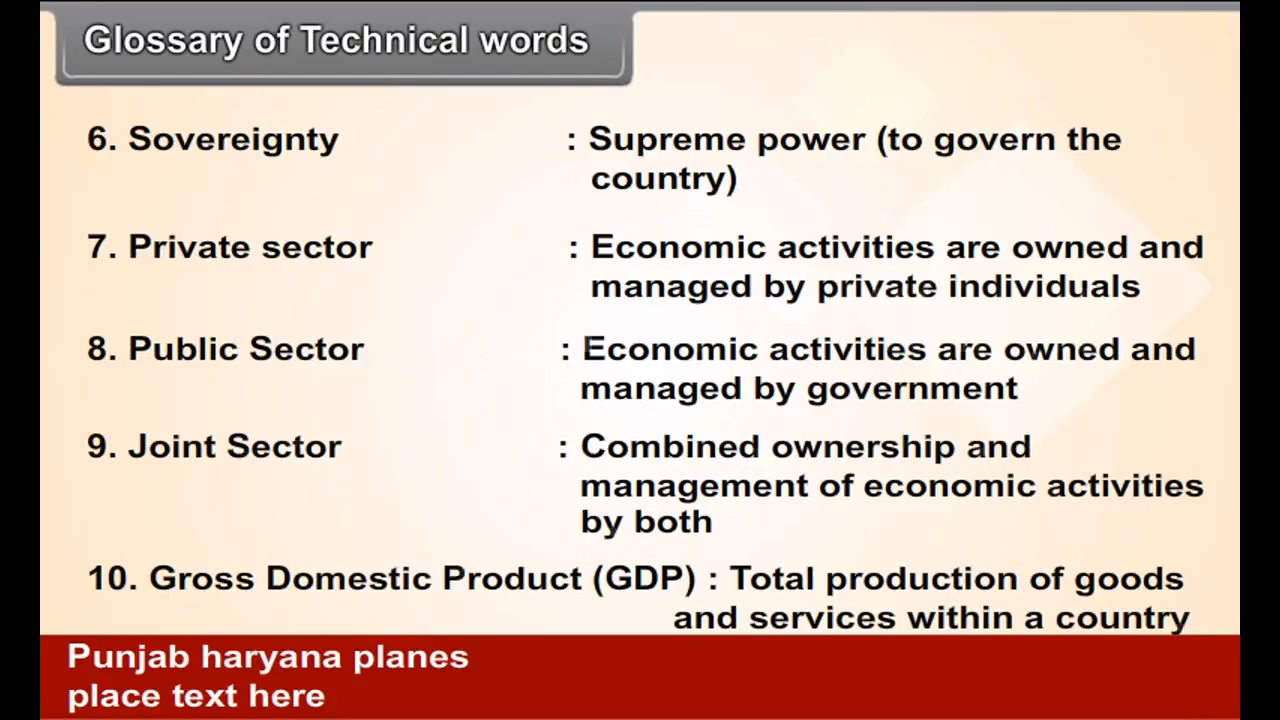 Glossary of Technical words
6. Sovereignty : Supreme power (to govern the
country)
7. Private sector : Economic activities are owned and
managed by private individuals
8. Public Sector : Economic activities are owned and
managed by government
9. Joint Sector : Combined ownership and
management of economic activities
by both
10. Gross Domestic Product (GDP) : Total production of goods
and services within a country
Punjab haryana planes
place text here